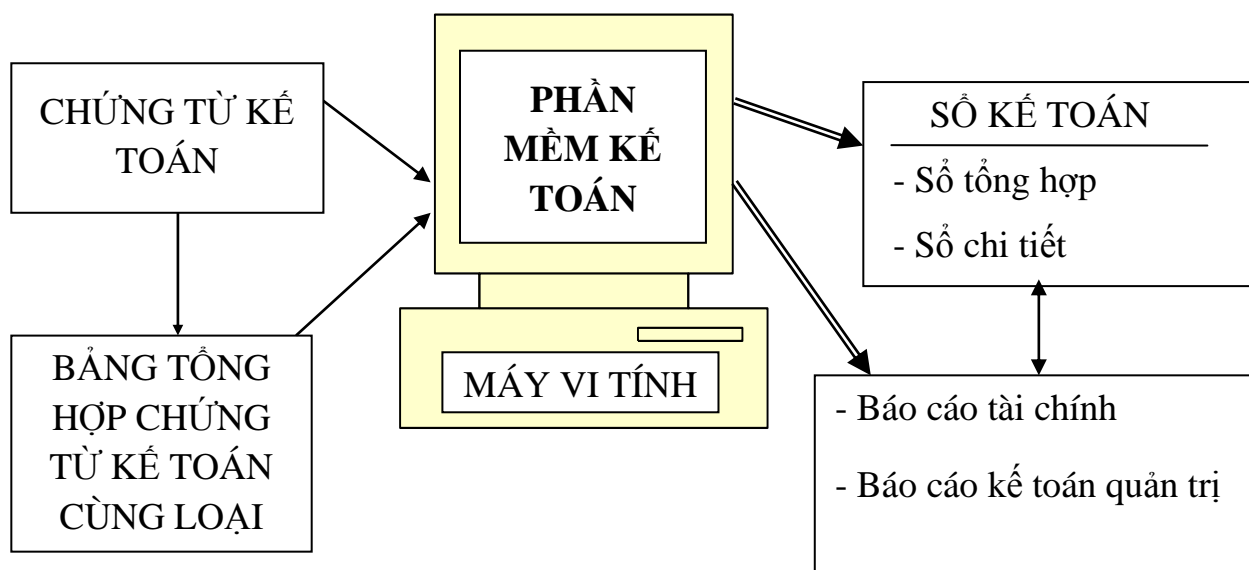 CHỨNG TỪ KẾ
TOÁN
BẢNG TỔNG
HỢP CHỨNG
TỪ KẾ TOÁN
CÙNG LOẠI
PHẦN
MỀM KẾ
TOÁN
MÁY VI TÍNH
SỔ KẾ TOÁN
- Sổ tổng hợp
- Sổ chi tiết
- Báo cáo tài chính
- Báo cáo kế toán quản trị